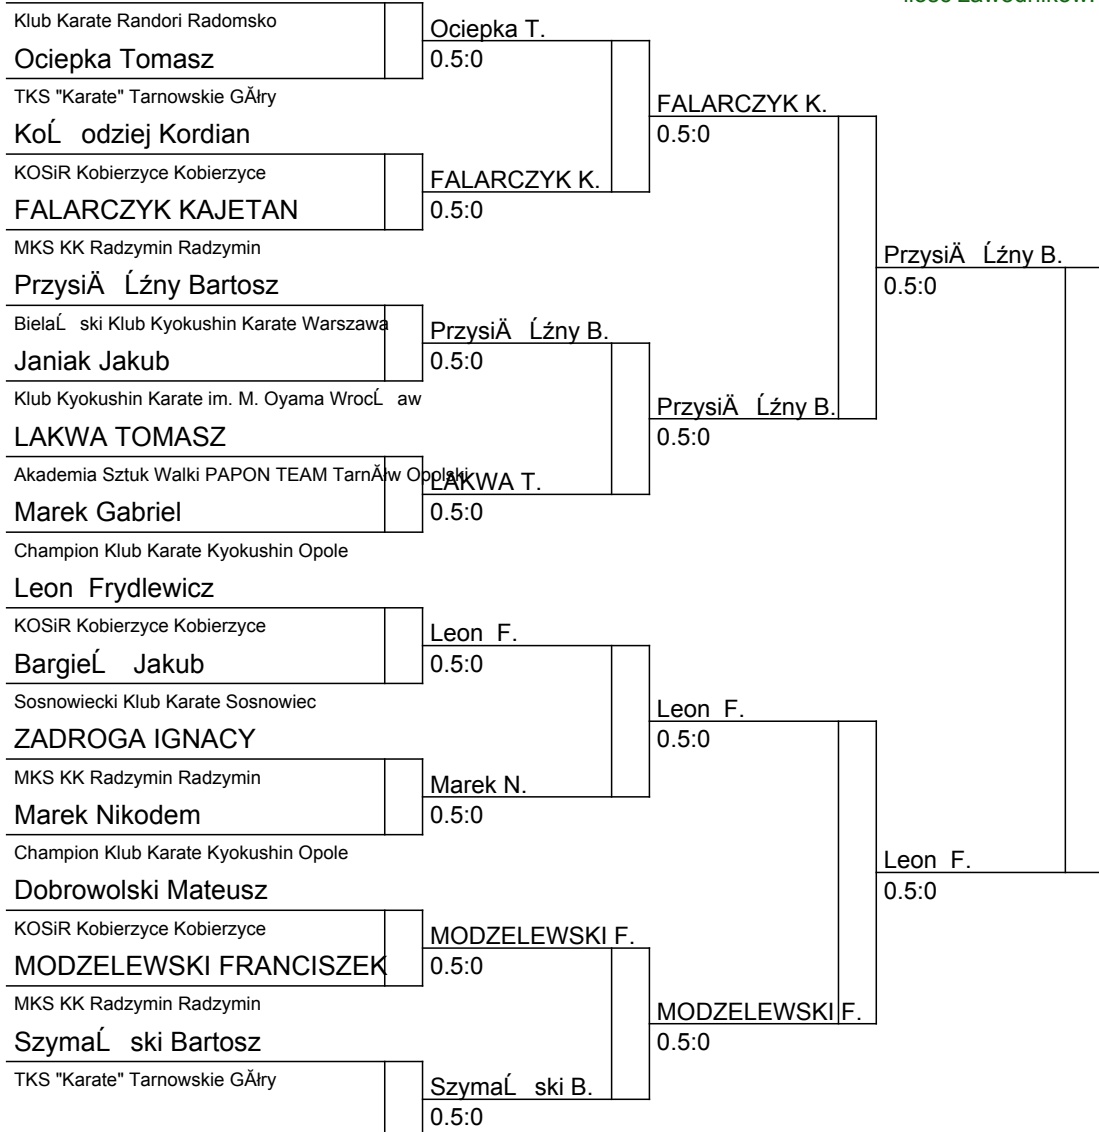 Klub Karate Randori Radomsko
Ociepka Tomasz
TKS "Karate" Tarnowskie GĂłry
KoĹ odziej Kordian
KOSiR Kobierzyce Kobierzyce
FALARCZYK KAJETAN
MKS KK Radzymin Radzymin
PrzysiÄ Ĺźny Bartosz
BielaĹ ski Klub Kyokushin Karate Warszawa
Janiak Jakub
Klub Kyokushin Karate im. M. Oyama WrocĹ aw
LAKWA TOMASZ
Akademia Sztuk Walki PAPON TEAM TarnĂłw Opolski
Marek Gabriel
Champion Klub Karate Kyokushin Opole
Leon Frydlewicz
KOSiR Kobierzyce Kobierzyce
BargieĹ Jakub
Sosnowiecki Klub Karate Sosnowiec
ZADROGA IGNACY
MKS KK Radzymin Radzymin
Marek Nikodem
Champion Klub Karate Kyokushin Opole
Dobrowolski Mateusz
KOSiR Kobierzyce Kobierzyce
MODZELEWSKI FRANCISZEK
MKS KK Radzymin Radzymin
SzymaĹ ski Bartosz
TKS "Karate" Tarnowskie GĂłry
Ociepka T.
0.5:0
FALARCZYK K.
0.5:0
PrzysiÄ Ĺźny B.
0.5:0
LAKWA T.
0.5:0
Leon F.
0.5:0
Marek N.
0.5:0
MODZELEWSKI F.
0.5:0
SzymaĹ ski B.
0.5:0
FALARCZYK K.
0.5:0
PrzysiÄ Ĺźny B.
0.5:0
Leon F.
0.5:0
MODZELEWSKI F.
0.5:0
PrzysiÄ Ĺźny B.
0.5:0
Leon F.
0.5:0